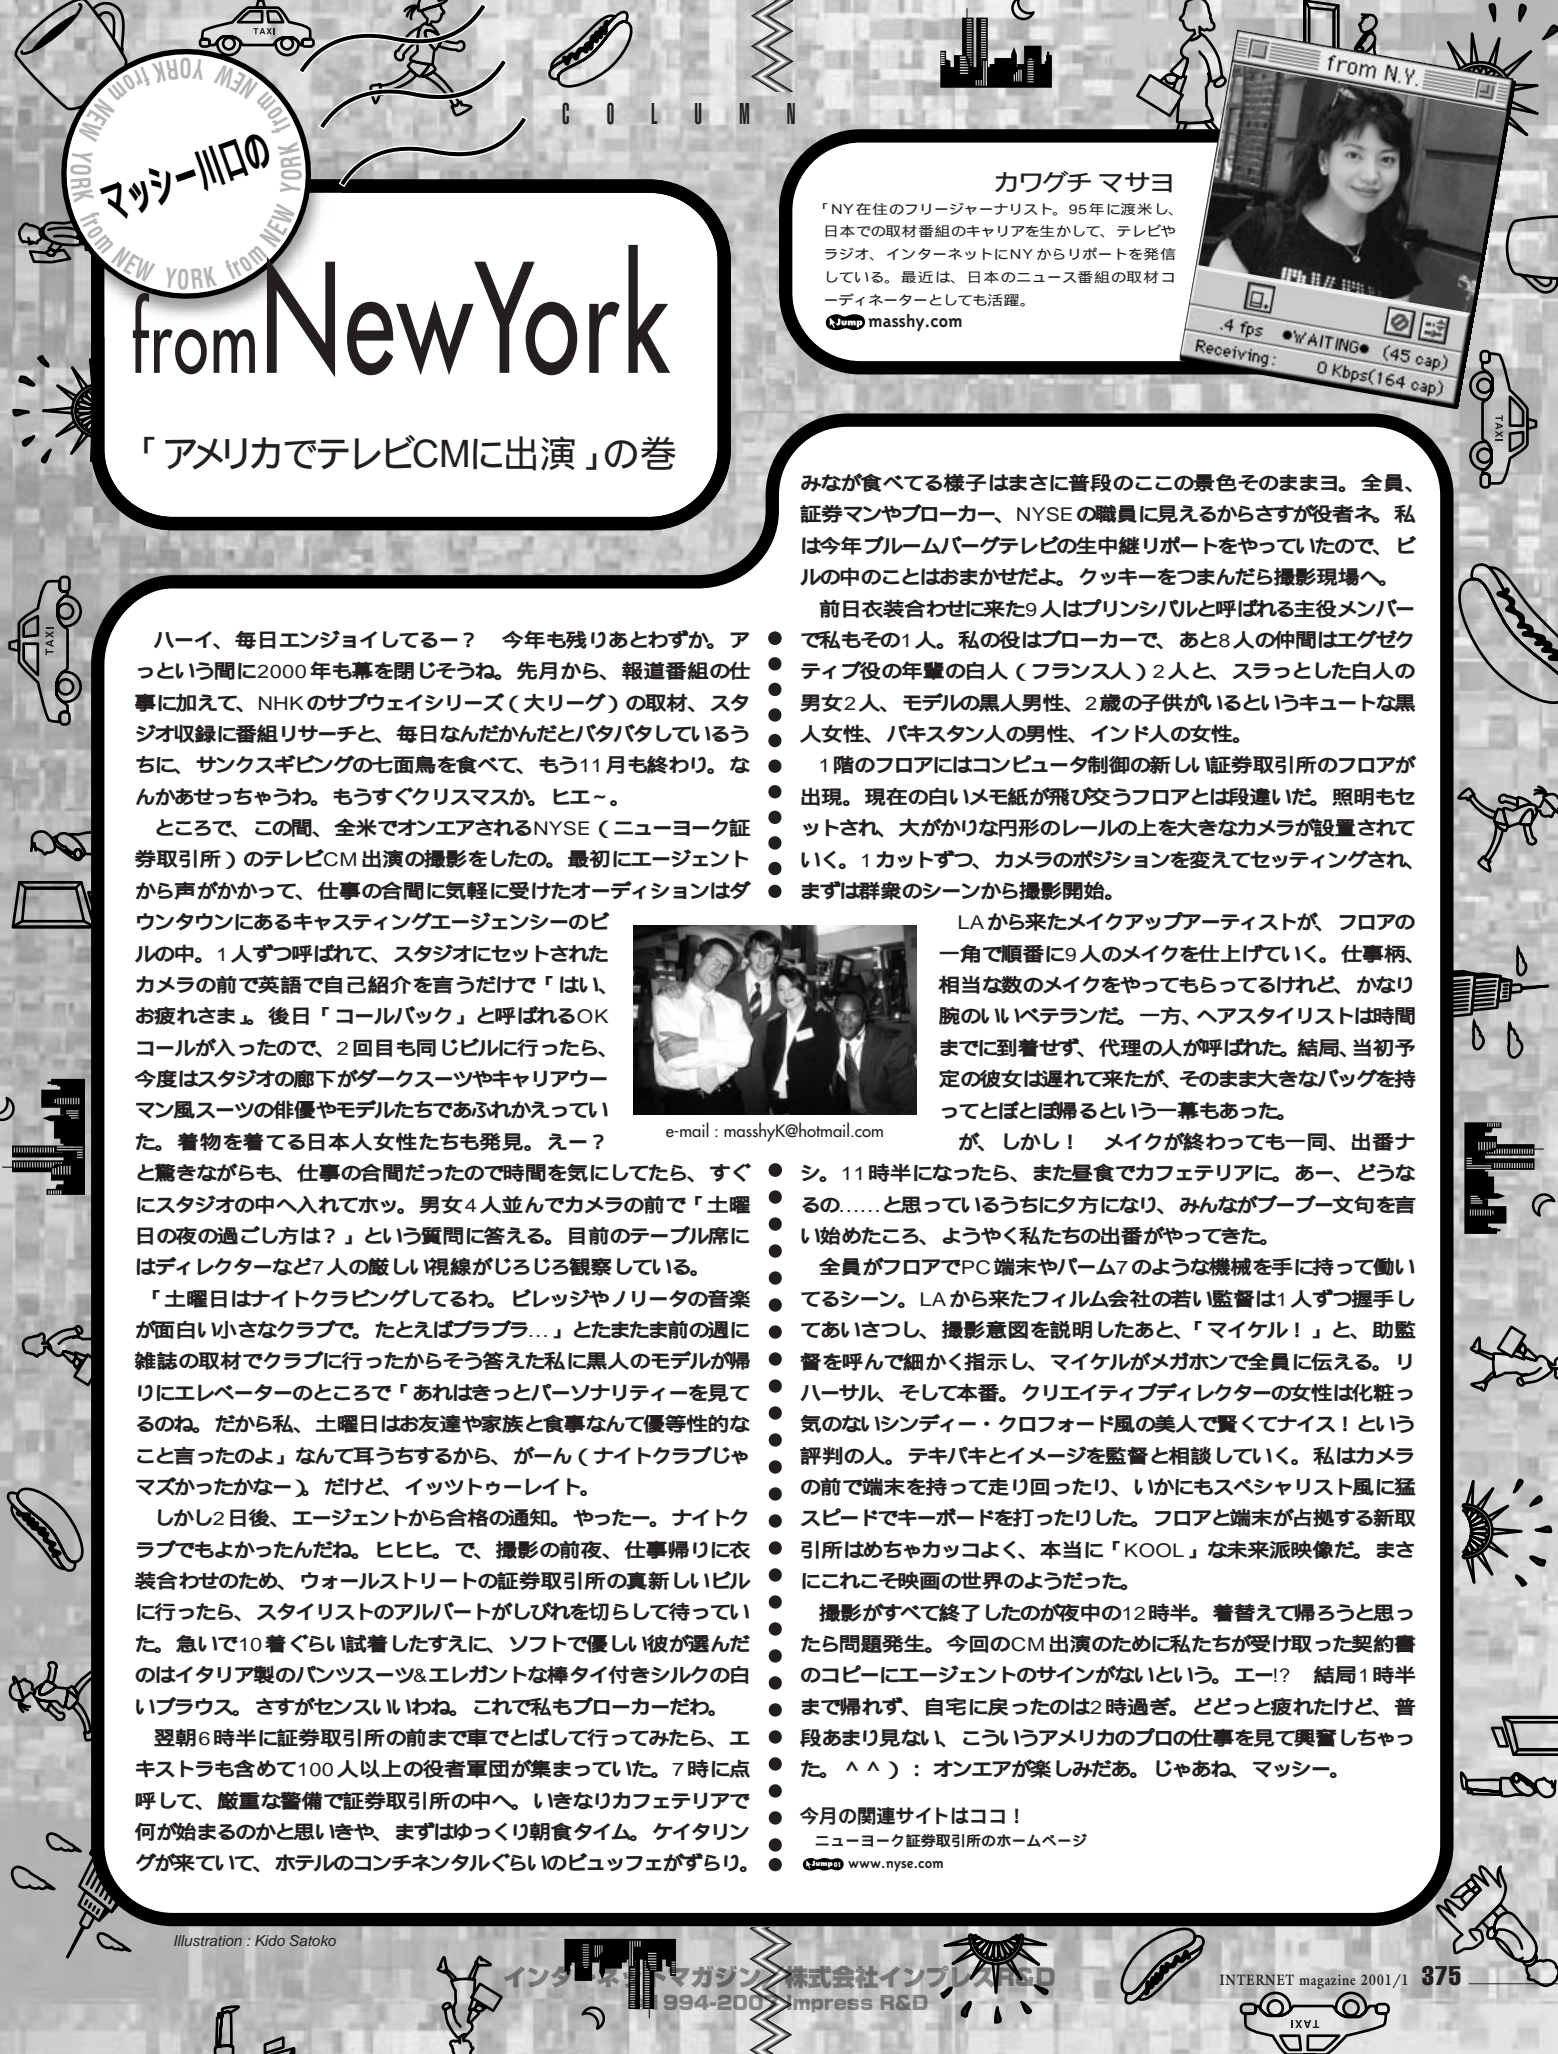 COLUMN
マッシー川口の
from NEW YORK from NEW YORK from NEW YORK from NEW YORK
from New York
「アメリカでテレビCMに出演」の巻
from N.Y.
カワグチ マサヨ
「NY在住のフリージャーナリスト。95年に渡米し、
日本での取材番組のキャリアを生かして、テレビや
ラジオ、インターネットにNYからリポートを発信
している。最近は、日本のニュース番組の取材コ
ーディネーターとしても活躍。
Jump masshy.com
.4 fps ●WAITING● (45 cap)
Receiving: 0 Kbps(164 cap)
ハーイ、毎日エンジョイしてるー？　今年も残りあとわずか。ア
っという間に2000年も幕を閉じそうね。先月から、報道番組の仕
事に加えて、NHKのサブウェイシリーズ（大リーグ）の取材、スタ
ジオ収録に番組リサーチと、毎日なんだかんだとバタバタしているう
ちに、サンクスギビングの七面鳥を食べて、もう11月も終わり。な
んかあせっちゃうわ。もうすぐクリスマスか。ヒエ～。
ところで、この間、全米でオンエアされるNYSE（ニューヨーク証
券取引所）のテレビCM出演の撮影をしたの。最初にエージェント
から声がかかって、仕事の合間に気軽に受けたオーディションはダ
ウンタウンにあるキャスティングエージェンシーのビ
ルの中。1人ずつ呼ばれて、スタジオにセットされた
カメラの前で英語で自己紹介を言うだけで「はい、
お疲れさま」。後日「コールバック」と呼ばれるOK
コールが入ったので、2回目も同じビルに行ったら、
今度はスタジオの廊下がダークスーツやキャリアウー
マン風スーツの俳優やモデルたちであふれかえってい
た。着物を着てる日本人女性たちも発見。えー？
と驚きながらも、仕事の合間だったので時間を気にしてたら、すぐ
にスタジオの中へ入れてホッ。男女4人並んでカメラの前で「土曜
日の夜の過ごし方は？」という質問に答える。目前のテーブル席に
はディレクターなど7人の厳しい視線がじろじろ観察している。
「土曜日はナイトクラビングしてるわ。ビレッジやノリータの音楽
が面白い小さなクラブで。たとえばブラブラ…」とたまたま前の週に
雑誌の取材でクラブに行ったからそう答えた私に黒人のモデルが帰
りにエレベーターのところで「あれはきっとパーソナリティーを見て
るのね。だから私、土曜日はお友達や家族と食事なんて優等性的な
こと言ったのよ」なんて耳うちするから、がーん（ナイトクラブじゃ
マズかったかなー）。だけど、イッツトゥーレイト。
しかし2日後、エージェントから合格の通知。やったー。ナイトク
ラブでもよかったんだね。ヒヒヒ。で、撮影の前夜、仕事帰りに衣
装合わせのため、ウォールストリートの証券取引所の真新しいビル
に行ったら、スタイリストのアルバートがしびれを切らして待ってい
た。急いで10着ぐらい試着したすえに、ソフトで優しい彼が選んだ
のはイタリア製のパンツスーツ&エレガントな棒タイ付きシルクの白
いブラウス。さすがセンスいいわね。これで私もブローカーだわ。
翌朝6時半に証券取引所の前まで車でとばして行ってみたら、エ
キストラも含めて100人以上の役者軍団が集まっていた。7時に点
呼して、厳重な警備で証券取引所の中へ。いきなりカフェテリアで
何が始まるのかと思いきや、まずはゆっくり朝食タイム。ケイタリン
グが来ていて、ホテルのコンチネンタルぐらいのビュッフェがずらり。
みなが食べてる様子はまさに普段のここの景色そのままヨ。全員、
証券マンやブローカー、NYSEの職員に見えるからさすが役者ネ。私
は今年ブルームバーグテレビの生中継リポートをやっていたので、ビ
ルの中のことはおまかせだよ。クッキーをつまんだら撮影現場へ。
前日衣装合わせに来た9人はプリンシパルと呼ばれる主役メンバー
で私もその1人。私の役はブローカーで、あと8人の仲間はエグゼク
ティブ役の年輩の白人（フランス人）2人と、スラっとした白人の
男女2人、モデルの黒人男性、2歳の子供がいるというキュートな黒
人女性、パキスタン人の男性、インド人の女性。
1階のフロアにはコンピュータ制御の新しい証券取引所のフロアが
出現。現在の白いメモ紙が飛び交うフロアとは段違いだ。照明もセ
ットされ、大がかりな円形のレールの上を大きなカメラが設置されて
いく。1カットずつ、カメラのポジションを変えてセッティングされ、
まずは群衆のシーンから撮影開始。
LAから来たメイクアップアーティストが、フロアの
一角で順番に9人のメイクを仕上げていく。仕事柄、
相当な数のメイクをやってもらってるけれど、かなり
腕のいいベテランだ。一方、ヘアスタイリストは時間
までに到着せず、代理の人が呼ばれた。結局、当初予
定の彼女は遅れて来たが、そのまま大きなバッグを持
ってとぼとぼ帰るという一幕もあった。
が、しかし！　メイクが終わっても一同、出番ナ
シ。11時半になったら、また昼食でカフェテリアに。あー、どうな
るの……と思っているうちに夕方になり、みんながブーブー文句を言
い始めたころ、ようやく私たちの出番がやってきた。
全員がフロアでPC端末やパーム7のような機械を手に持って働い
てるシーン。LAから来たフィルム会社の若い監督は1人ずつ握手し
てあいさつし、撮影意図を説明したあと、「マイケル！」と、助監
督を呼んで細かく指示し、マイケルがメガホンで全員に伝える。リ
ハーサル、そして本番。クリエイティブディレクターの女性は化粧っ
気のないシンディー・クロフォード風の美人で賢くてナイス！という
評判の人。テキパキとイメージを監督と相談していく。私はカメラ
の前で端末を持って走り回ったり、いかにもスペシャリスト風に猛
スピードでキーボードを打ったりした。フロアと端末が占拠する新取
引所はめちゃカッコよく、本当に「KOOL」な未来派映像だ。まさ
にこれこそ映画の世界のようだった。
撮影がすべて終了したのが夜中の12時半。着替えて帰ろうと思っ
たら問題発生。今回のCM出演のために私たちが受け取った契約書
のコピーにエージェントのサインがないという。エー!?　結局1時半
まで帰れず、自宅に戻ったのは2時過ぎ。どどっと疲れたけど、普
段あまり見ない、こういうアメリカのプロの仕事を見て興奮しちゃっ
た。＾＾）：オンエアが楽しみだあ。じゃあね、マッシー。
e-mail : masshyK@hotmail.com
今月の関連サイトはココ！
ニューヨーク証券取引所のホームページ
Jump01 www.nyse.com
Illustration : Kido Satoko
INTERNET magazine 2001/1 375
TAXI
TAXI
TAXI
TAXI